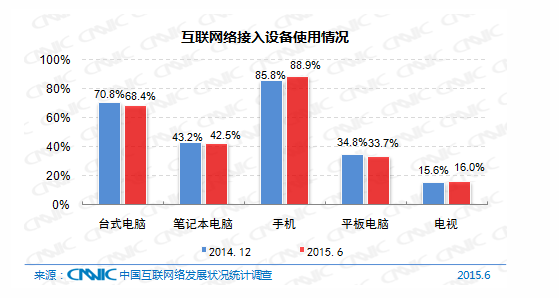 互联网络接入设备使用情况
100%
80%
60%
40%
20%
0%
70.8% 68.4%
43.2% 42.5%
85.8% 88.9%
34.8% 33.7%
15.6% 16.0%
台式电脑 笔记本电脑 手机 平板电脑 电视
2014. 12 2015. 6
来源：CNNIC 中国互联网络发展状况统计调查 2015.6